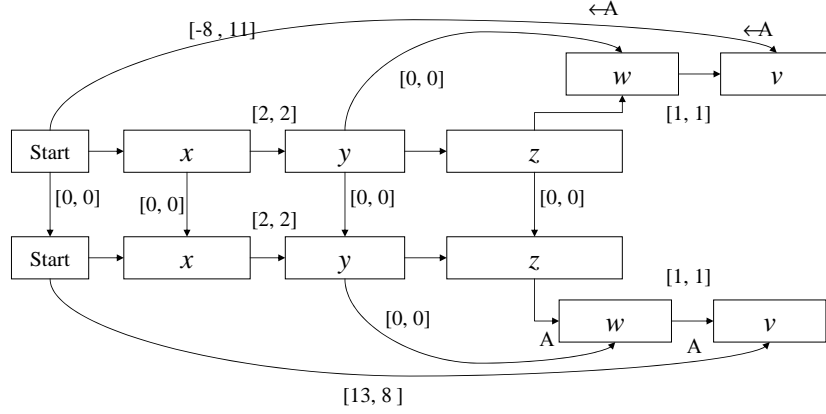 ←A
[-8 , 11]
←A
[0, 0]
w
v
[2, 2]
[1, 1]
Start
x
y
z
[0, 0]
[0, 0]
[0, 0]
[0, 0]
[2, 2]
Start
x
y
z
[1, 1]
[0, 0]
w
v
A
A
[13, 8 ]